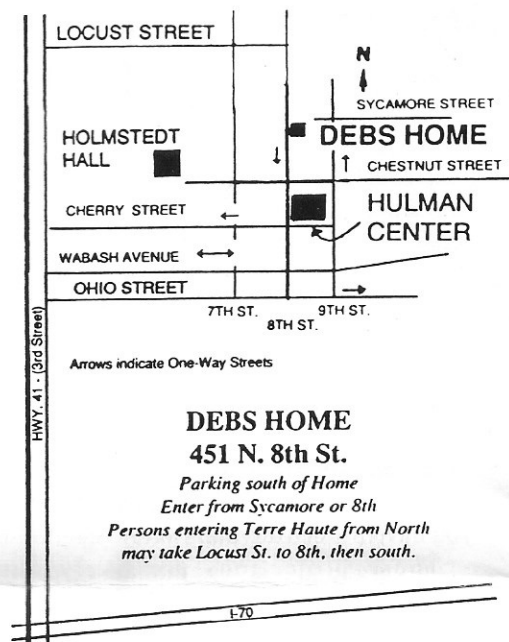 LOCUST STREET
N
SYCAMORE STREET
DEBS HOME
HOLMSTEDT
HALL
CHESTNUT STREET
CHERRY STREET
HULMAN
CENTER
WABASH AVENUE
OHIO STREET
7TH ST.
8TH ST.
9TH ST.
HWY. 41 - (3rd Street)
Arrows indicate One-Way Streets
DEBS HOME
451 N. 8th St.
Parking south of Home
Enter from Sycamore or 8th
Persons entering Terre Haute from North
may take Locust St. to 8th, then south.
I-70